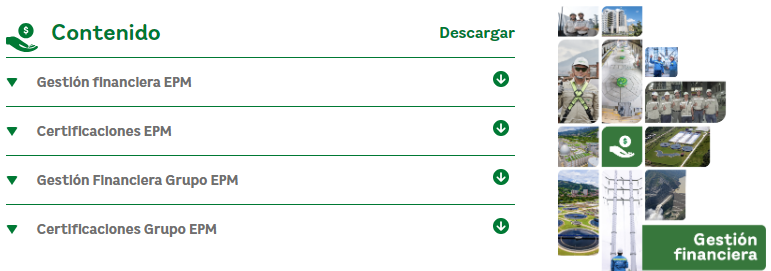 Contenido
Descargar
Gestión financiera EPM
Certificaciones EPM
Gestión Financiera Grupo EPM
Certificaciones Grupo EPM
Gestión
financiera